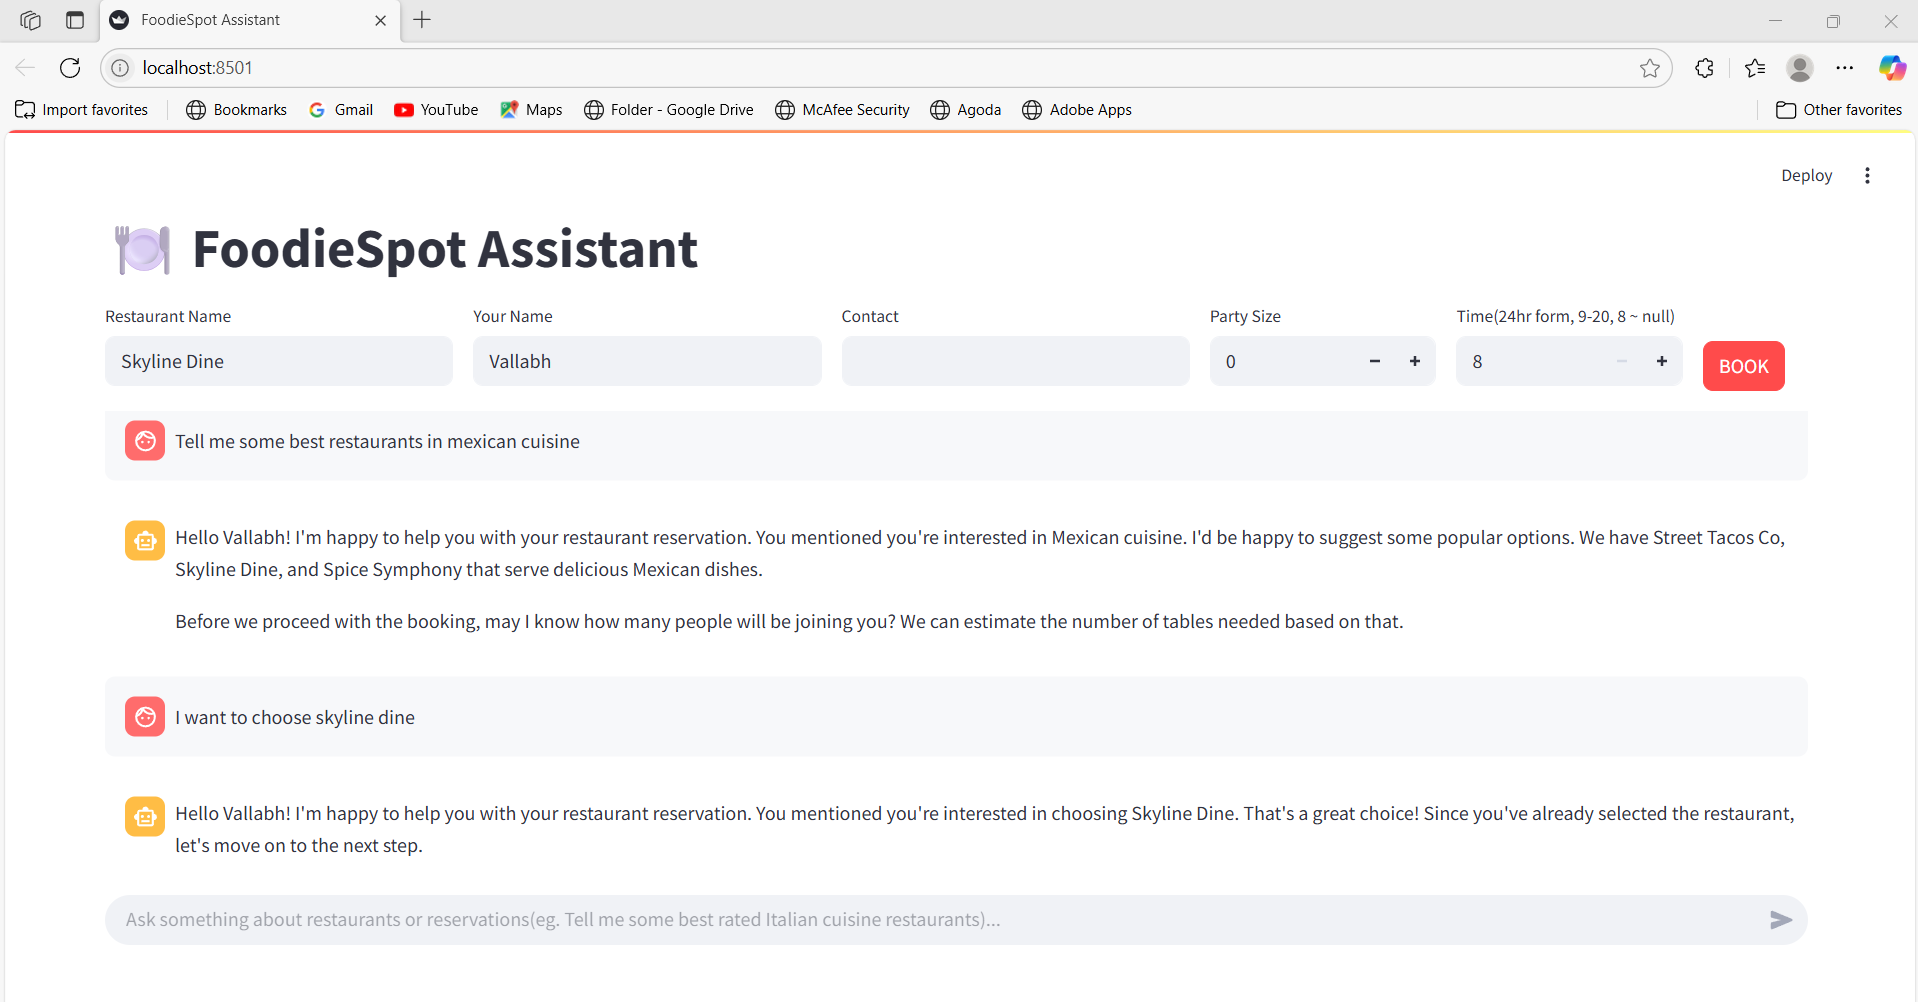 FoodieSpot Assistant
localhost:8501
Import favorites Bookmarks Gmail YouTube Maps Folder - Google Drive McAfee Security Agoda Adobe Apps Other favorites
Deploy
FoodieSpot Assistant
Restaurant Name Your Name Contact Party Size Time(24hr form, 9-20, 8 ~ null)
Skyline Dine Vallabh 0 - + 8 - + BOOK
Tell me some best restaurants in mexican cuisine
Hello Vallabh! I'm happy to help you with your restaurant reservation. You mentioned you're interested in Mexican cuisine. I'd be happy to suggest some popular options. We have Street Tacos Co,
Skyline Dine, and Spice Symphony that serve delicious Mexican dishes.
Before we proceed with the booking, may I know how many people will be joining you? We can estimate the number of tables needed based on that.
I want to choose skyline dine
Hello Vallabh! I'm happy to help you with your restaurant reservation. You mentioned you're interested in choosing Skyline Dine. That's a great choice! Since you've already selected the restaurant,
let's move on to the next step.
Ask something about restaurants or reservations(eg. Tell me some best rated Italian cuisine restaurants)...